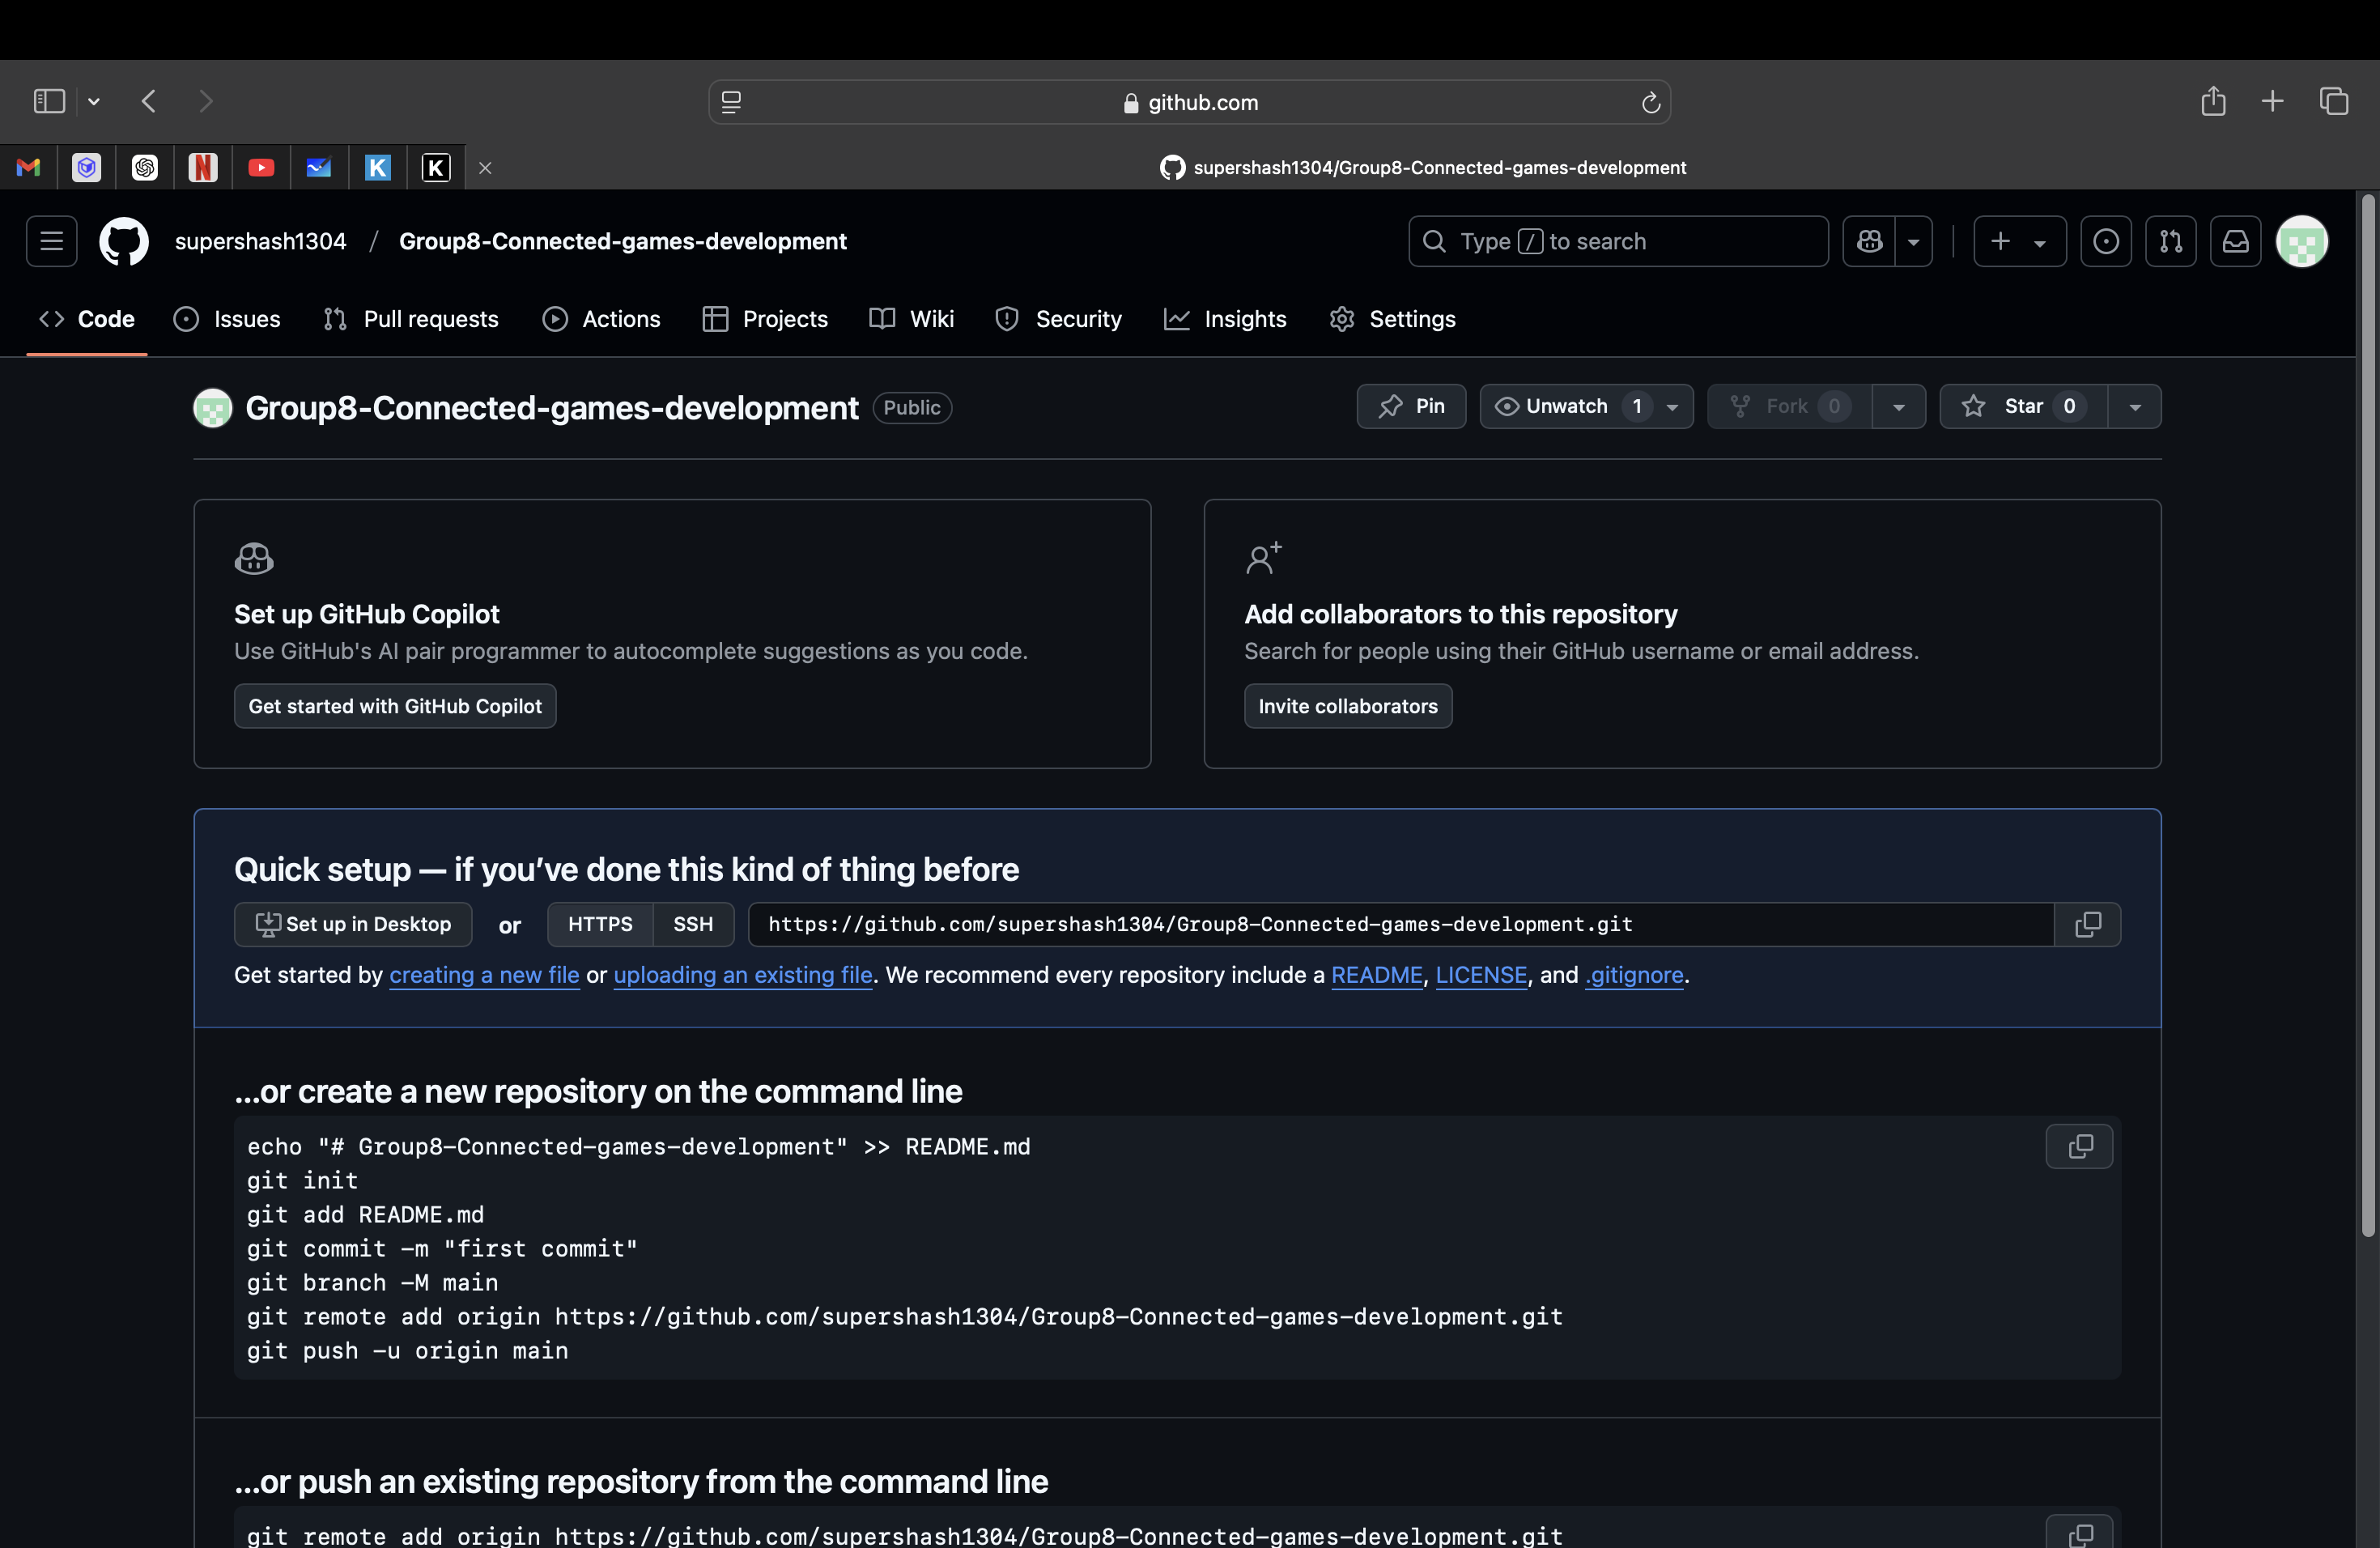 github.com
supershash1304/Group8-Connected-games-development
supershash1304 / Group8-Connected-games-development
Type / to search
Code
Issues
Pull requests
Actions
Projects
Wiki
Security
Insights
Settings
Group8-Connected-games-development
Public
Pin
Unwatch 1
Fork 0
Star 0
Set up GitHub Copilot
Use GitHub's AI pair programmer to autocomplete suggestions as you code.
Get started with GitHub Copilot
Add collaborators to this repository
Search for people using their GitHub username or email address.
Invite collaborators
Quick setup — if you’ve done this kind of thing before
Set up in Desktop
or
HTTPS
SSH
https://github.com/supershash1304/Group8-Connected-games-development.git
Get started by creating a new file or uploading an existing file. We recommend every repository include a README, LICENSE, and .gitignore.
…or create a new repository on the command line
echo "# Group8-Connected-games-development" >> README.md
git init
git add README.md
git commit -m "first commit"
git branch -M main
git remote add origin https://github.com/supershash1304/Group8-Connected-games-development.git
git push -u origin main
…or push an existing repository from the command line
git remote add origin https://github.com/supershash1304/Group8-Connected-games-development.git